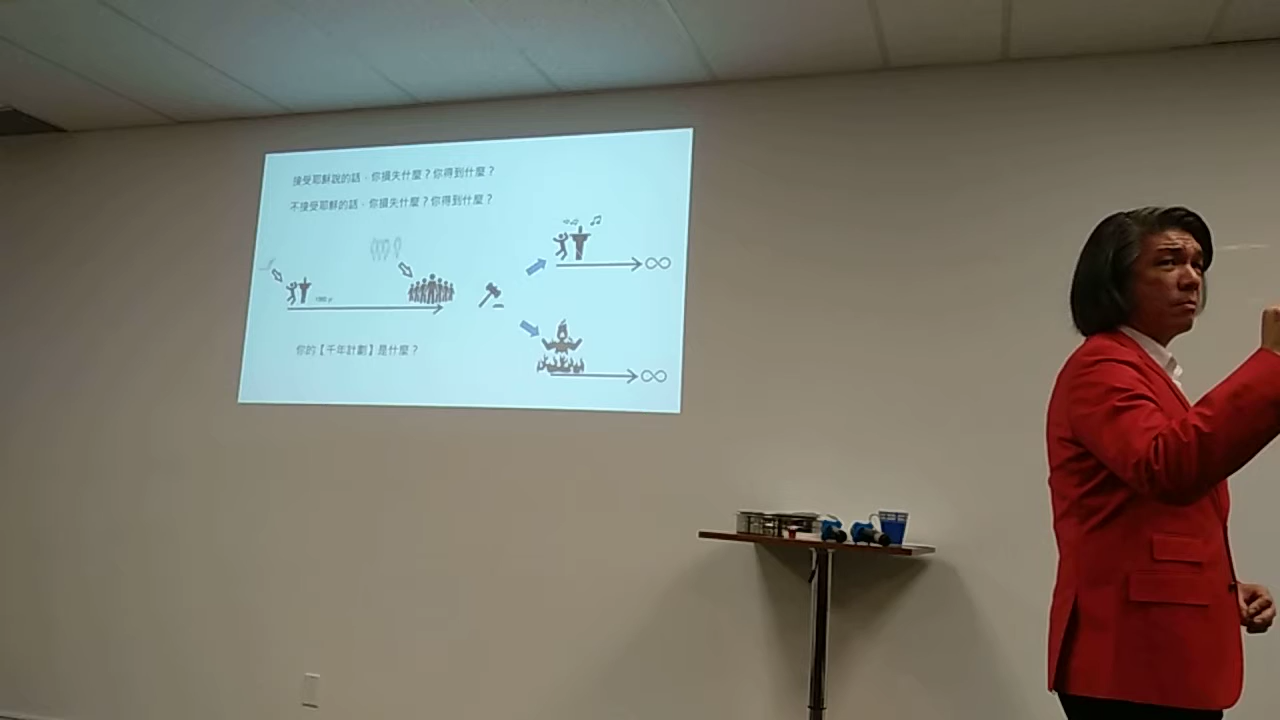 接受耶穌說的話，你損失什麼？你得到什麼？
不接受耶穌的話，你損失什麼？你得到什麼？
∞
1000 yr
∞
你的【千年計劃】是什麼？